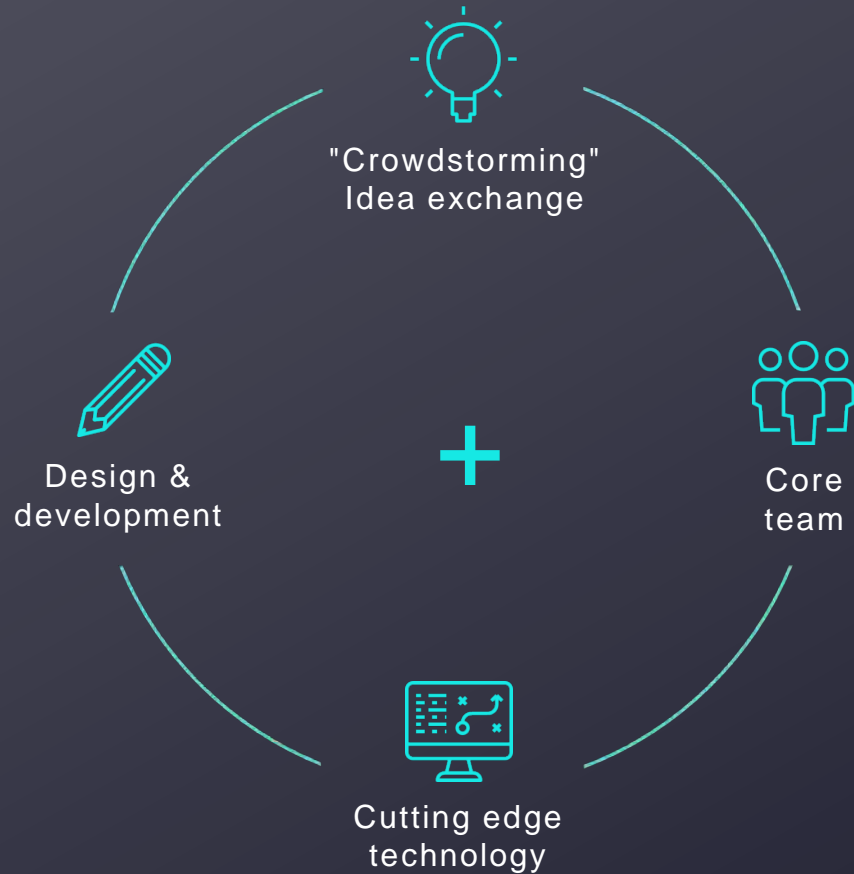 "Crowdstorming"
Idea exchange
Design &
development
Core
team
Cutting edge
technology